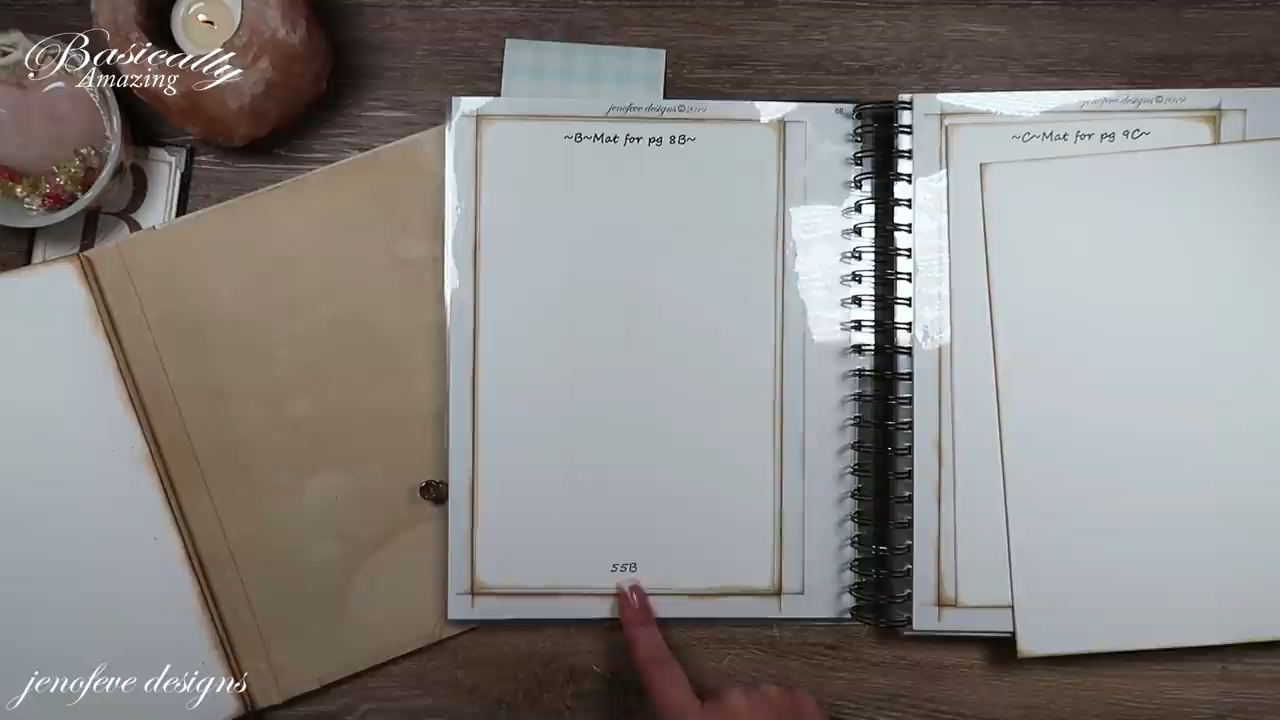 Basically
Amazing
jenofeve designs©2019
6B
~B~Mat for pg 8B~
55B
jenofeve designs©2019
~C~Mat for pg 9C~
jenofeve designs